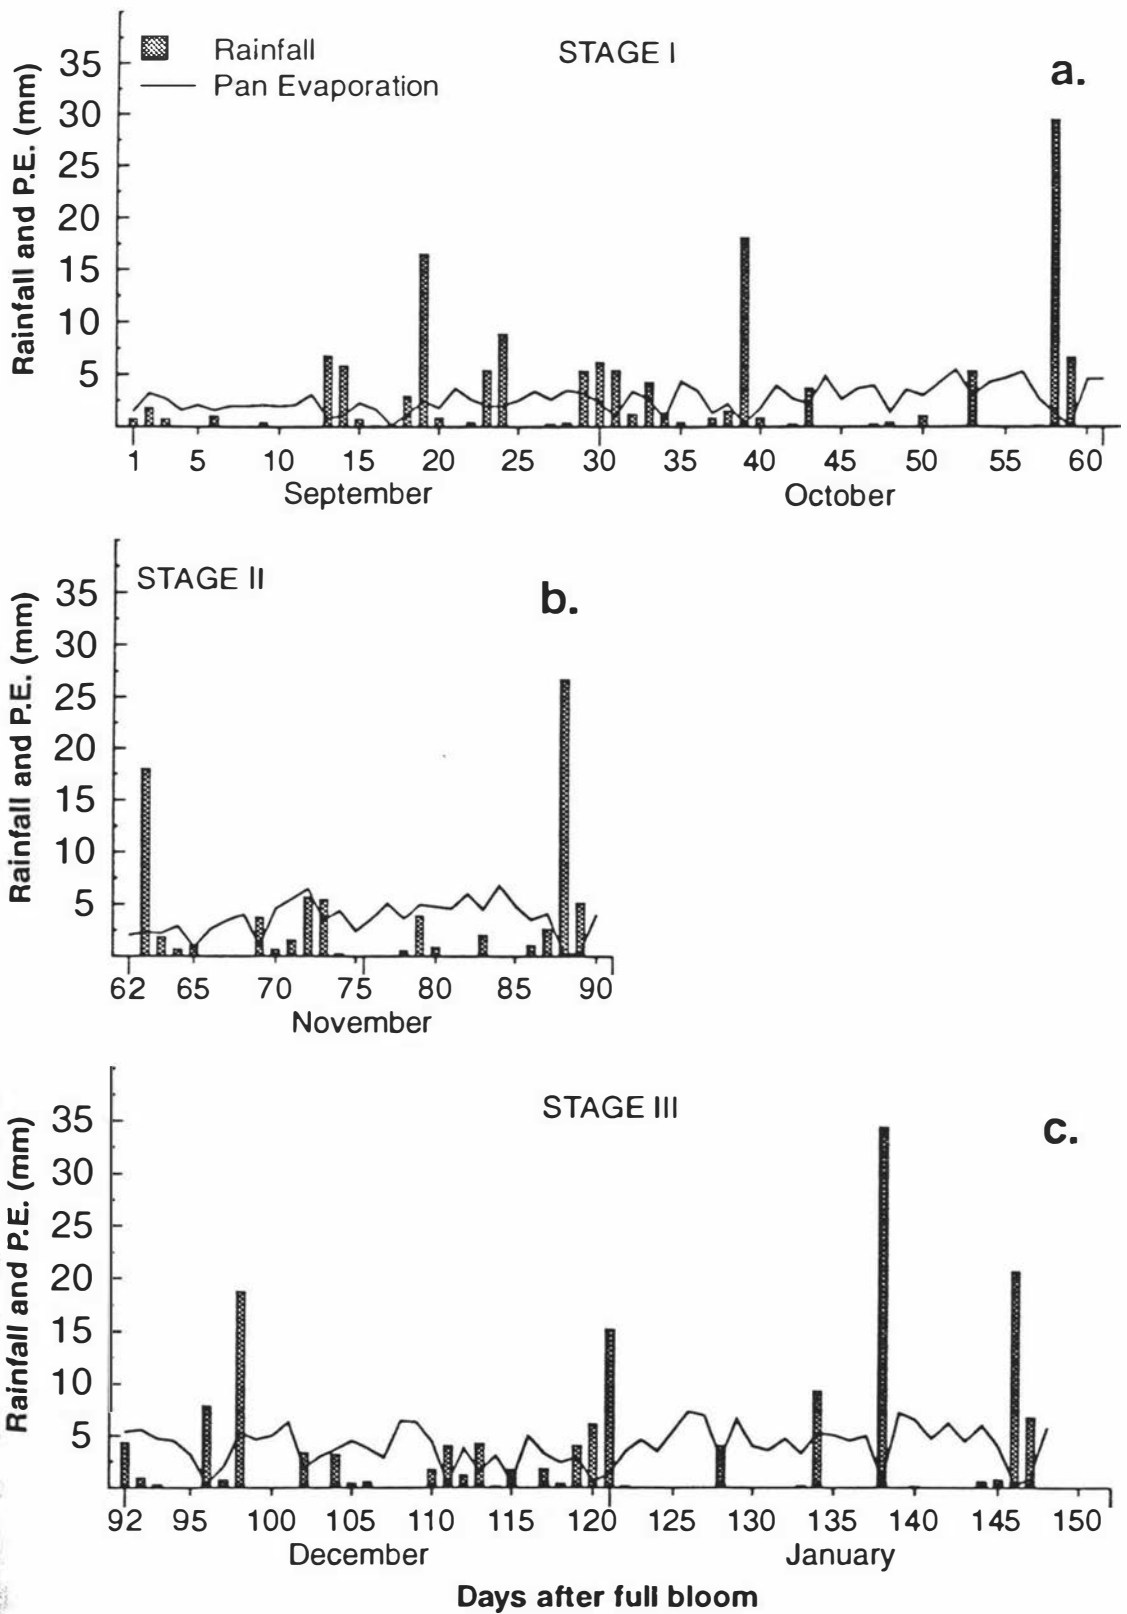 Rainfall
Pan Evaporation
STAGE I
a.
Rainfall and P.E. (mm)
35
30
25
20
15
10
5
1 5 10 15 20 25 30 35 40 45 50 55 60
September October
STAGE II
b.
Rainfall and P.E. (mm)
35
30
25
20
15
10
5
62 65 70 75 80 85 90
November
STAGE III
c.
Rainfall and P.E. (mm)
35
30
25
20
15
10
5
92 95 100 105 110 115 120 125 130 135 140 145 150
December January
Days after full bloom